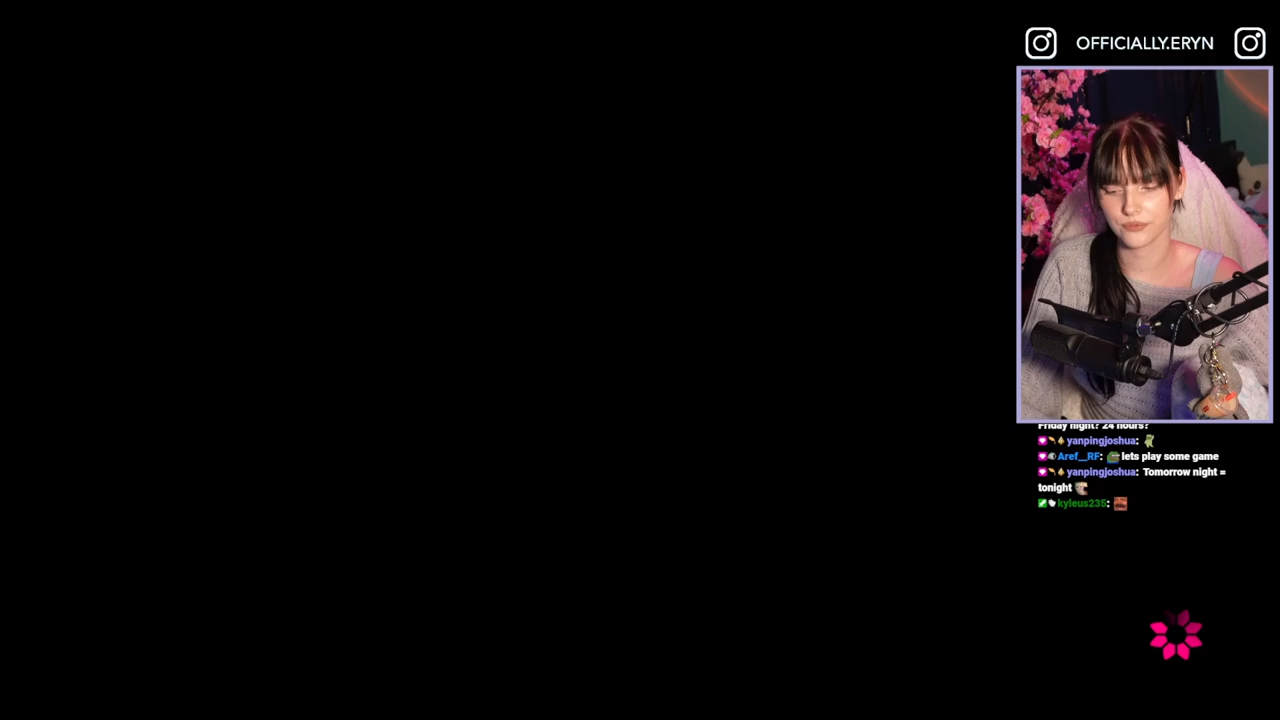 OFFICIALLY.ERYN
Friday night? 24 hours?
yanpingjoshua:
Aref__RF: lets play some game
yanpingjoshua: Tomorrow night =
tonight
kyleus235: